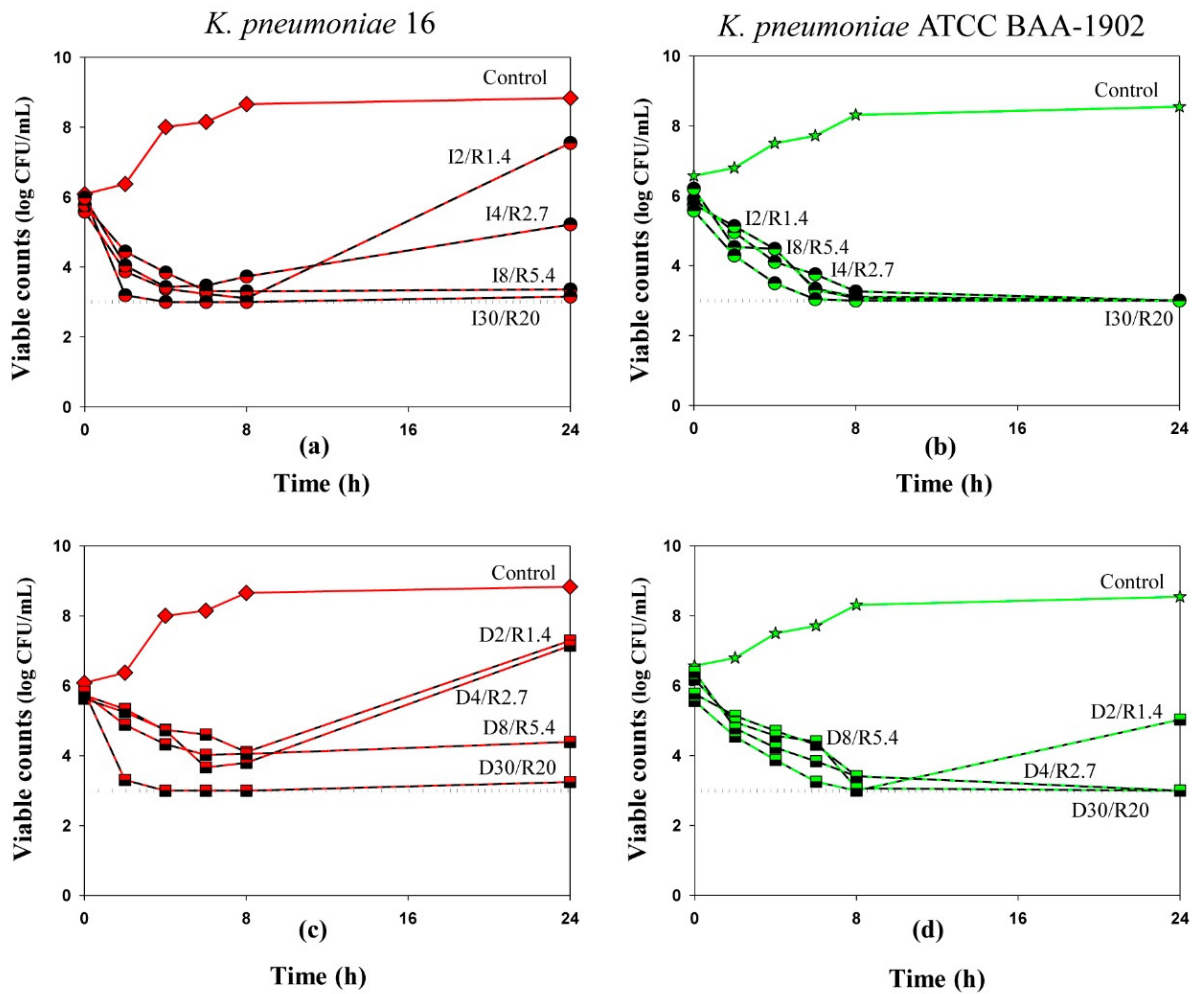 K. pneumoniae 16
K. pneumoniae ATCC BAA-1902
Viable counts (log CFU/mL)
10
8
6
4
2
0
Control
I2/R1.4
I4/R2.7
I8/R5.4
I30/R20
0
8
16
24
(a)
Time (h)
Viable counts (log CFU/mL)
10
8
6
4
2
0
Control
I2/R1.4
I8/R5.4
I4/R2.7
I30/R20
0
8
16
24
(b)
Time (h)
Viable counts (log CFU/mL)
10
8
6
4
2
0
Control
D2/R1.4
D4/R2.7
D8/R5.4
D30/R20
0
8
16
24
(c)
Time (h)
Viable counts (log CFU/mL)
10
8
6
4
2
0
Control
D2/R1.4
D8/R5.4
D4/R2.7
D30/R20
0
8
16
24
(d)
Time (h)